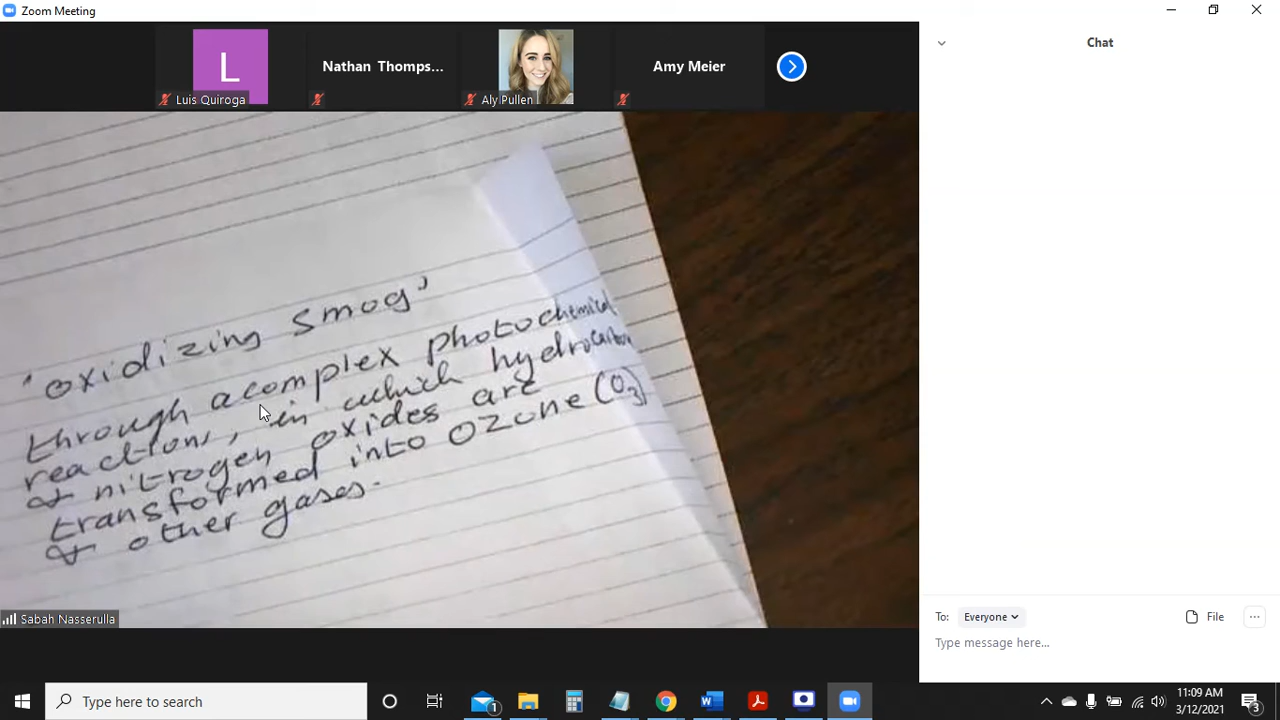 Zoom Meeting
L
Luis Quiroga
Nathan Thomps...
Aly Pullen
Amy Meier
Chat
'oxidizing smog'
through a complex photochemical
reactions, in which hydrocarbon
& nitrogen oxides are
transformed into ozone (O3)
& other gases.
Sabah Nasserulla
To: Everyone
File
...
Type message here...
Type here to search
1
W
11:09 AM
3/12/2021
3